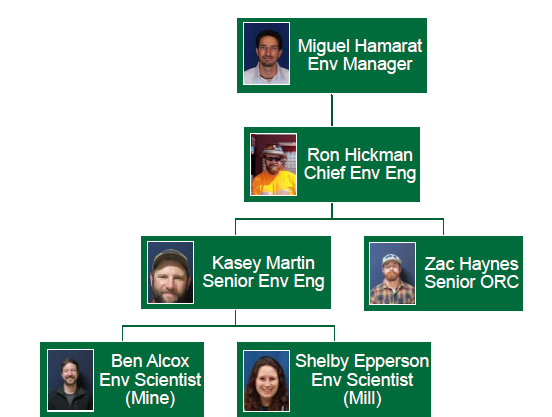 Miguel Hamarat
Env Manager
Ron Hickman
Chief Env Eng
Kasey Martin
Senior Env Eng
Zac Haynes
Senior ORC
Ben Alcox
Env Scientist
(Mine)
Shelby Epperson
Env Scientist
(Mill)